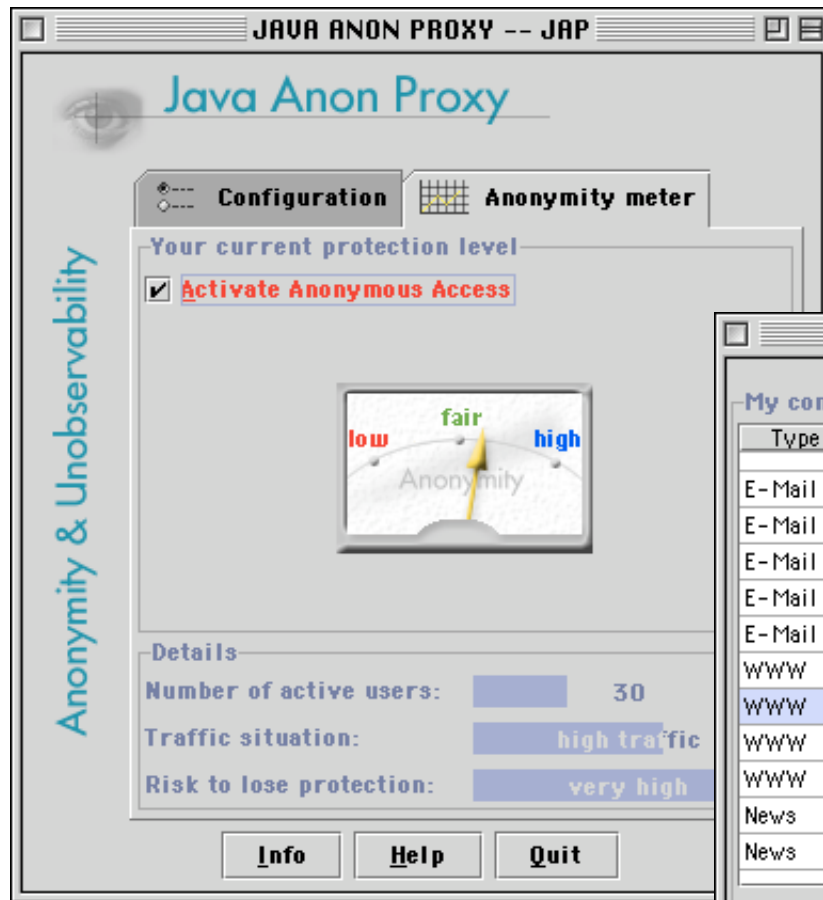 JAVA ANON PROXY -- JAP
Java Anon Proxy
Anonymity & Unobservability
Configuration
Anonymity meter
Your current protection level
Activate Anonymous Access
low
fair
high
Anonymity
Details
Number of active users: 30
Traffic situation: high traffic
Risk to lose protection: very high
Info Help Quit
My con
Type
E-Mail
E-Mail
E-Mail
E-Mail
E-Mail
WWW
WWW
WWW
WWW
News
News